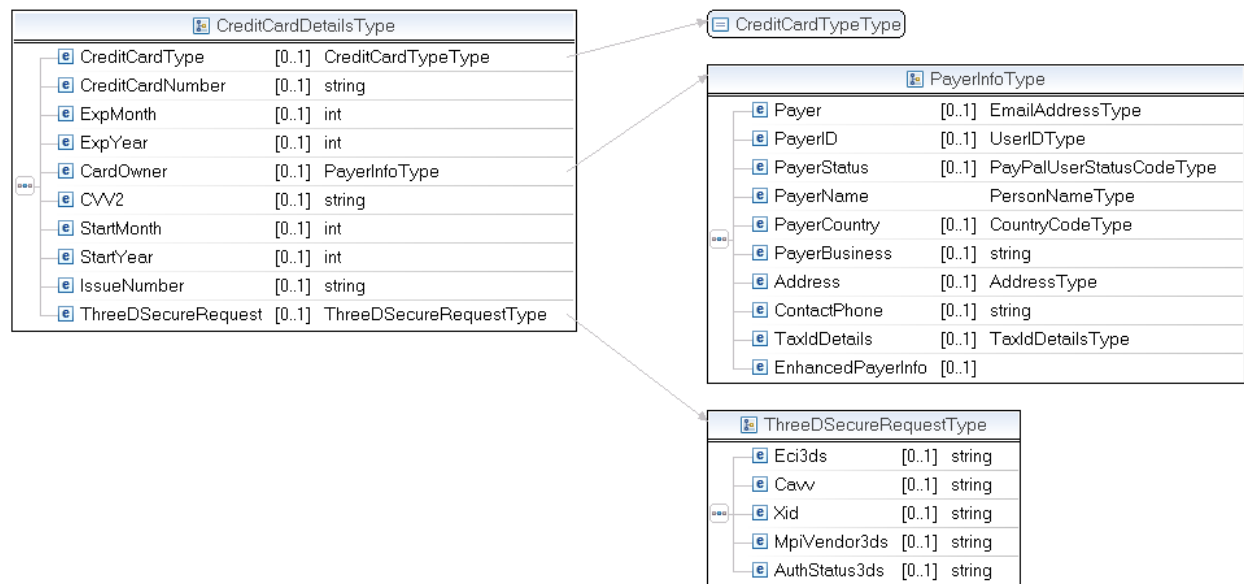 CreditCardDetailsType
CreditCardType [0..1] CreditCardTypeType
CreditCardNumber [0..1] string
ExpMonth [0..1] int
ExpYear [0..1] int
CardOwner [0..1] PayerInfoType
CVV2 [0..1] string
StartMonth [0..1] int
StartYear [0..1] int
IssueNumber [0..1] string
ThreeDSecureRequest [0..1] ThreeDSecureRequestType
CreditCardTypeType
PayerInfoType
Payer [0..1] EmailAddressType
PayerID [0..1] UserIDType
PayerStatus [0..1] PayPalUserStatusCodeType
PayerName PersonNameType
PayerCountry [0..1] CountryCodeType
PayerBusiness [0..1] string
Address [0..1] AddressType
ContactPhone [0..1] string
TaxIdDetails [0..1] TaxIdDetailsType
EnhancedPayerInfo [0..1]
ThreeDSecureRequestType
Eci3ds [0..1] string
Cavv [0..1] string
Xid [0..1] string
MpiVendor3ds [0..1] string
AuthStatus3ds [0..1] string